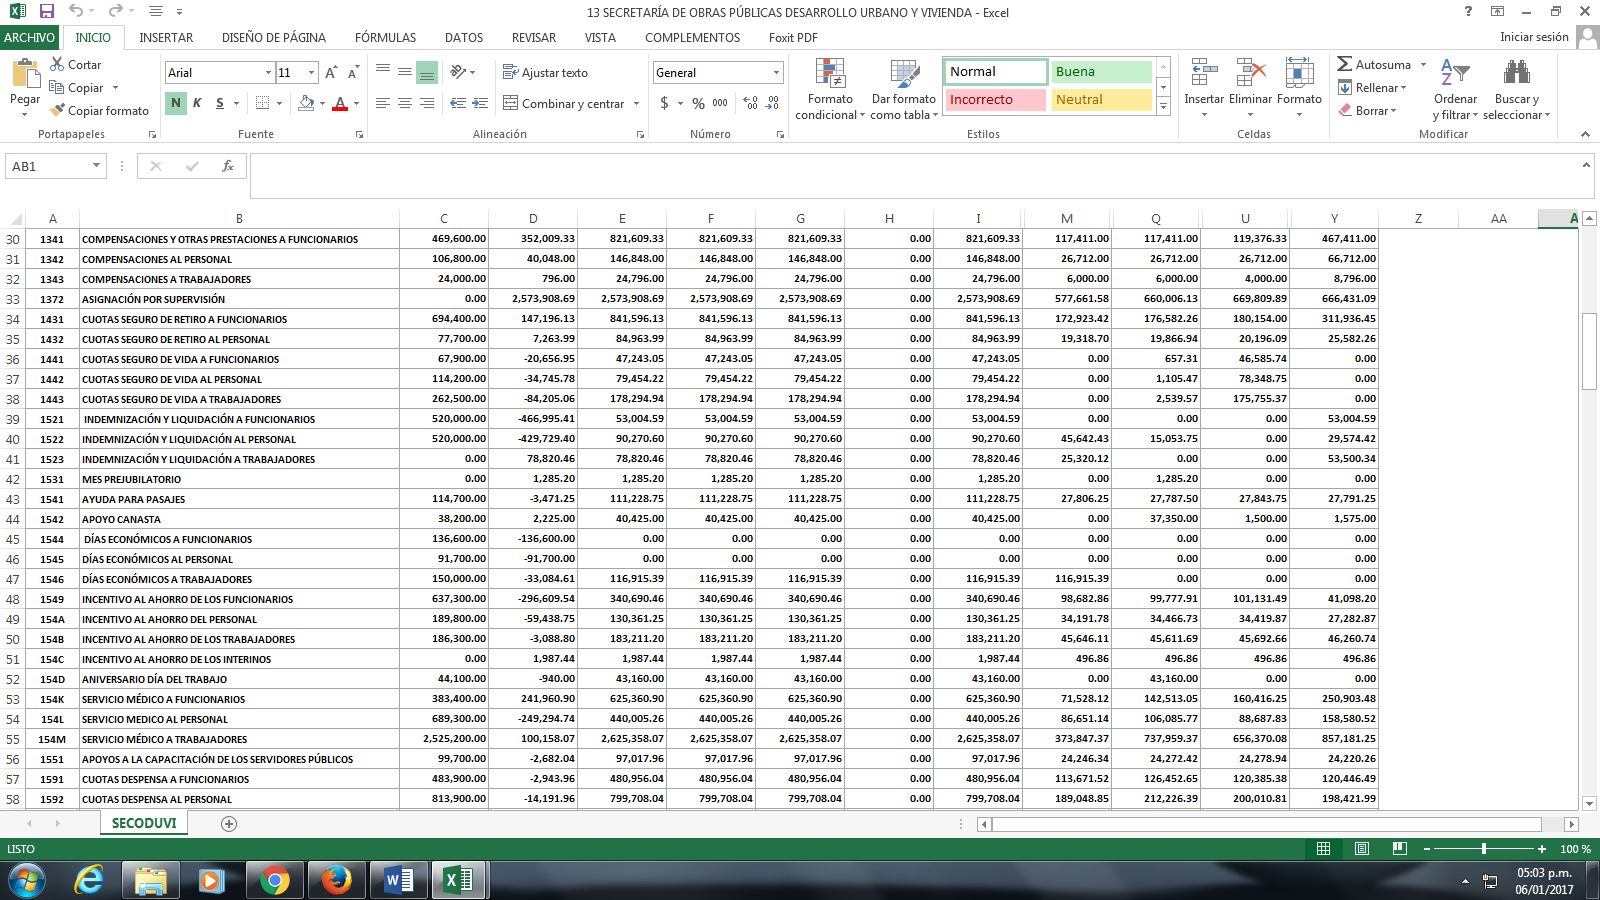 13 SECRETARÍA DE OBRAS PÚBLICAS DESARROLLO URBANO Y VIVIENDA - Excel
ARCHIVO INICIO INSERTAR DISEÑO DE PÁGINA FÓRMULAS DATOS REVISAR VISTA COMPLEMENTOS Foxit PDF Iniciar sesión
Pegar Cortar Copiar Copiar formato Portapapeles
Arial 11 N K S Fuente
Ajustar texto Combinar y centrar Alineación
General $ % 000 Número
Formato condicional Dar formato como tabla Normal Buena Incorrecto Neutral Estilos
Insertar Eliminar Formato Celdas
Autosuma Rellenar Borrar Ordenar y filtrar Buscar y seleccionar Modificar
AB1 fx
A B C D E F G H I M Q U Y Z AA A
30 1341 COMPENSACIONES Y OTRAS PRESTACIONES A FUNCIONARIOS 469,600.00 352,009.33 821,609.33 821,609.33 821,609.33 0.00 821,609.33 117,411.00 117,411.00 119,376.33 467,411.00
31 1342 COMPENSACIONES AL PERSONAL 106,800.00 40,048.00 146,848.00 146,848.00 146,848.00 0.00 146,848.00 26,712.00 26,712.00 26,712.00 66,712.00
32 1343 COMPENSACIONES A TRABAJADORES 24,000.00 796.00 24,796.00 24,796.00 24,796.00 0.00 24,796.00 6,000.00 6,000.00 4,000.00 8,796.00
33 1372 ASIGNACIÓN POR SUPERVISIÓN 0.00 2,573,908.69 2,573,908.69 2,573,908.69 2,573,908.69 0.00 2,573,908.69 577,661.58 660,006.13 669,809.89 666,431.09
34 1431 CUOTAS SEGURO DE RETIRO A FUNCIONARIOS 694,400.00 147,196.13 841,596.13 841,596.13 841,596.13 0.00 841,596.13 172,923.42 176,582.26 180,154.00 311,936.45
35 1432 CUOTAS SEGURO DE RETIRO AL PERSONAL 77,700.00 7,263.99 84,963.99 84,963.99 84,963.99 0.00 84,963.99 19,318.70 19,866.94 20,196.09 25,582.26
36 1441 CUOTAS SEGURO DE VIDA A FUNCIONARIOS 67,900.00 -20,656.95 47,243.05 47,243.05 47,243.05 0.00 47,243.05 0.00 657.31 46,585.74 0.00
37 1442 CUOTAS SEGURO DE VIDA AL PERSONAL 114,200.00 -34,745.78 79,454.22 79,454.22 79,454.22 0.00 79,454.22 0.00 1,105.47 78,348.75 0.00
38 1443 CUOTAS SEGURO DE VIDA A TRABAJADORES 262,500.00 -84,205.06 178,294.94 178,294.94 178,294.94 0.00 178,294.94 0.00 2,539.57 175,755.37 0.00
39 1521 INDEMNIZACIÓN Y LIQUIDACIÓN A FUNCIONARIOS 520,000.00 -466,995.41 53,004.59 53,004.59 53,004.59 0.00 53,004.59 0.00 0.00 0.00 53,004.59
40 1522 INDEMNIZACIÓN Y LIQUIDACIÓN AL PERSONAL 520,000.00 -429,729.40 90,270.60 90,270.60 90,270.60 0.00 90,270.60 45,642.43 15,053.75 0.00 29,574.42
41 1523 INDEMNIZACIÓN Y LIQUIDACIÓN A TRABAJADORES 0.00 78,820.46 78,820.46 78,820.46 78,820.46 0.00 78,820.46 25,320.12 0.00 0.00 53,500.34
42 1531 MES PREJUBILATORIO 0.00 1,285.20 1,285.20 1,285.20 1,285.20 0.00 1,285.20 0.00 1,285.20 0.00 0.00
43 1541 AYUDA PARA PASAJES 114,700.00 -3,471.25 111,228.75 111,228.75 111,228.75 0.00 111,228.75 27,806.25 27,787.50 27,843.75 27,791.25
44 1542 APOYO CANASTA 38,200.00 2,225.00 40,425.00 40,425.00 40,425.00 0.00 40,425.00 0.00 37,350.00 1,500.00 1,575.00
45 1544 DÍAS ECONÓMICOS A FUNCIONARIOS 136,600.00 -136,600.00 0.00 0.00 0.00 0.00 0.00 0.00 0.00 0.00 0.00
46 1545 DÍAS ECONÓMICOS AL PERSONAL 91,700.00 -91,700.00 0.00 0.00 0.00 0.00 0.00 0.00 0.00 0.00 0.00
47 1546 DÍAS ECONÓMICOS A TRABAJADORES 150,000.00 -33,084.61 116,915.39 116,915.39 116,915.39 0.00 116,915.39 116,915.39 0.00 0.00 0.00
48 1549 INCENTIVO AL AHORRO DE LOS FUNCIONARIOS 637,300.00 -296,609.54 340,690.46 340,690.46 340,690.46 0.00 340,690.46 98,682.86 99,777.91 101,131.49 41,098.20
49 154A INCENTIVO AL AHORRO DEL PERSONAL 189,800.00 -59,438.75 130,361.25 130,361.25 130,361.25 0.00 130,361.25 34,191.78 34,466.73 34,419.87 27,282.87
50 154B INCENTIVO AL AHORRO DE LOS TRABAJADORES 186,300.00 -3,088.80 183,211.20 183,211.20 183,211.20 0.00 183,211.20 45,646.11 45,611.69 45,692.66 46,260.74
51 154C INCENTIVO AL AHORRO DE LOS INTERINOS 0.00 1,987.44 1,987.44 1,987.44 1,987.44 0.00 1,987.44 496.86 496.86 496.86 496.86
52 154D ANIVERSARIO DÍA DEL TRABAJO 44,100.00 -940.00 43,160.00 43,160.00 43,160.00 0.00 43,160.00 0.00 43,160.00 0.00 0.00
53 154K SERVICIO MÉDICO A FUNCIONARIOS 383,400.00 241,960.90 625,360.90 625,360.90 625,360.90 0.00 625,360.90 71,528.12 142,513.05 160,416.25 250,903.48
54 154L SERVICIO MEDICO AL PERSONAL 689,300.00 -249,294.74 440,005.26 440,005.26 440,005.26 0.00 440,005.26 86,651.14 106,085.77 88,687.83 158,580.52
55 154M SERVICIO MÉDICO A TRABAJADORES 2,525,200.00 100,158.07 2,625,358.07 2,625,358.07 2,625,358.07 0.00 2,625,358.07 373,847.37 737,959.37 656,370.08 857,181.25
56 1551 APOYOS A LA CAPACITACIÓN DE LOS SERVIDORES PÚBLICOS 99,700.00 -2,682.04 97,017.96 97,017.96 97,017.96 0.00 97,017.96 24,246.34 24,272.42 24,278.94 24,220.26
57 1591 CUOTAS DESPENSA A FUNCIONARIOS 483,900.00 -2,943.96 480,956.04 480,956.04 480,956.04 0.00 480,956.04 113,671.52 126,452.65 120,385.38 120,446.49
58 1592 CUOTAS DESPENSA AL PERSONAL 813,900.00 -14,191.96 799,708.04 799,708.04 799,708.04 0.00 799,708.04 189,048.85 212,226.39 200,010.81 198,421.99
SECODUVI
LISTO 100 %
05:03 p.m.
06/01/2017